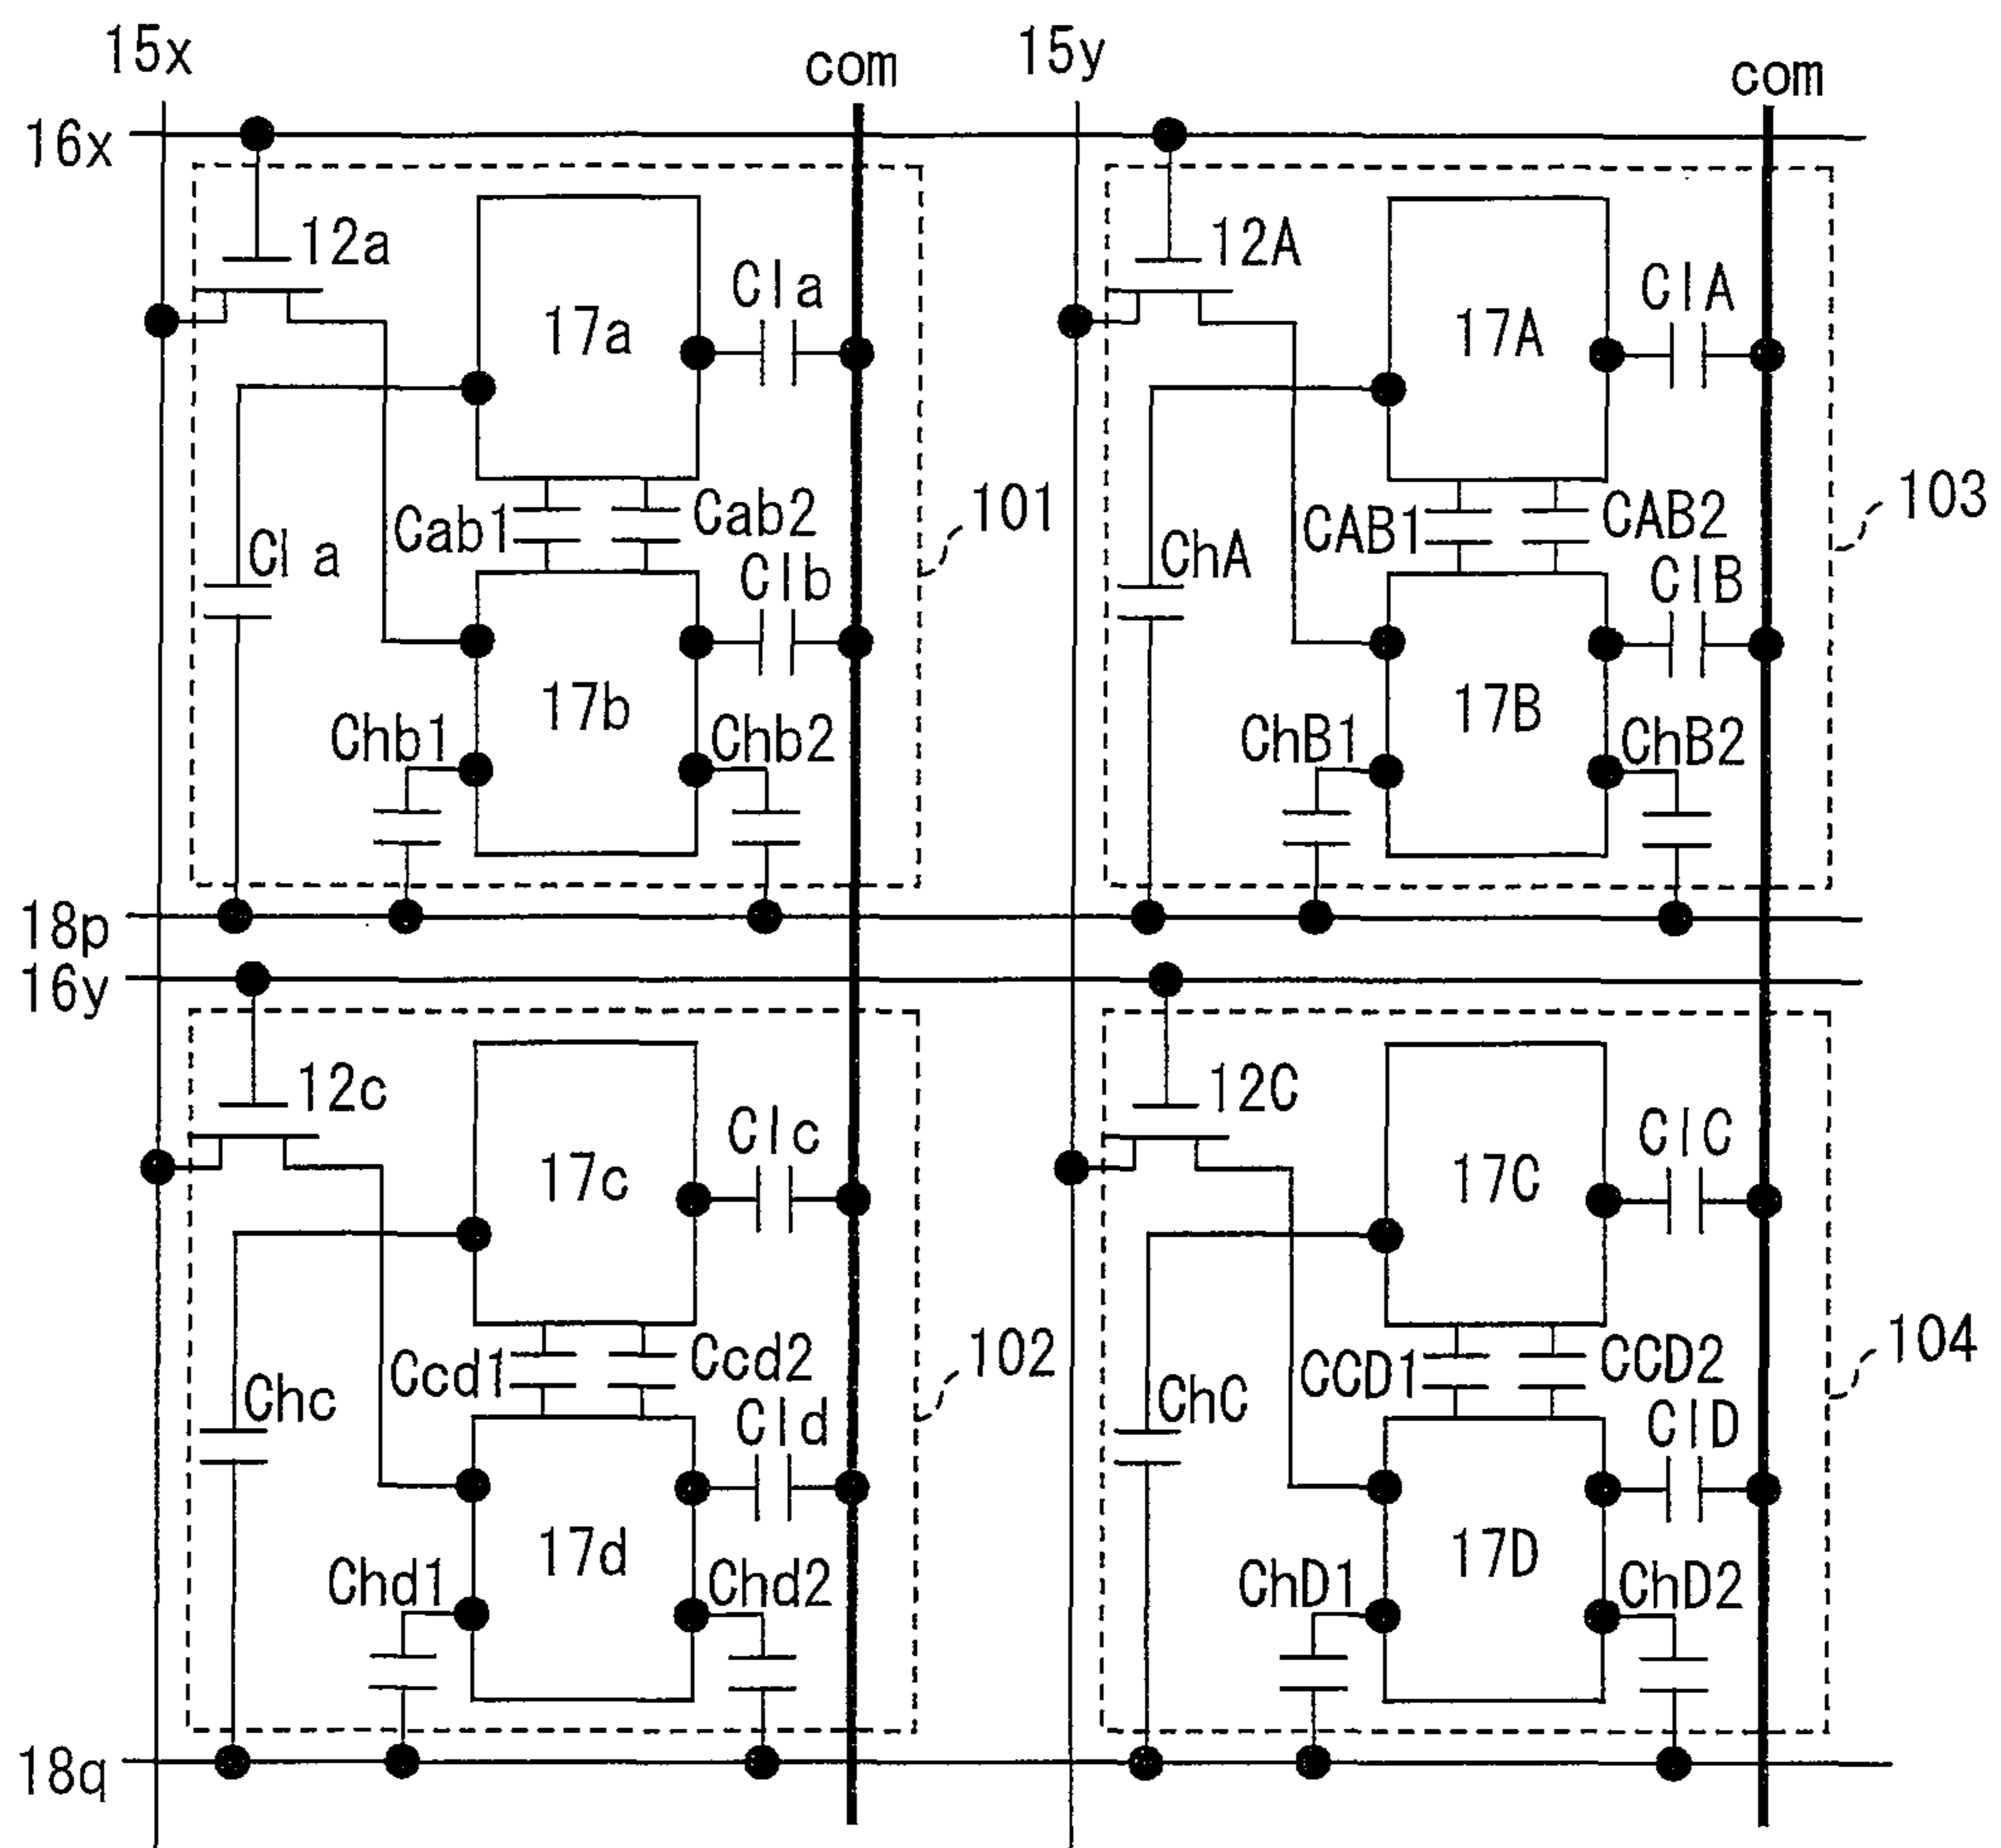 15x
com
15y
com
16x
12a
12A
Cla
ClA
17a
17A
Cab1
Cab2
101
CAB1
CAB2
103
Cl a
Clb
ChA
ClB
17b
17B
Chb1
Chb2
ChB1
ChB2
18p
16y
12c
12C
Clc
ClC
17c
17C
Ccd1
Ccd2
102
CCD1
CCD2
104
Chc
Cld
ChC
ClD
17d
17D
Chd1
Chd2
ChD1
ChD2
18q